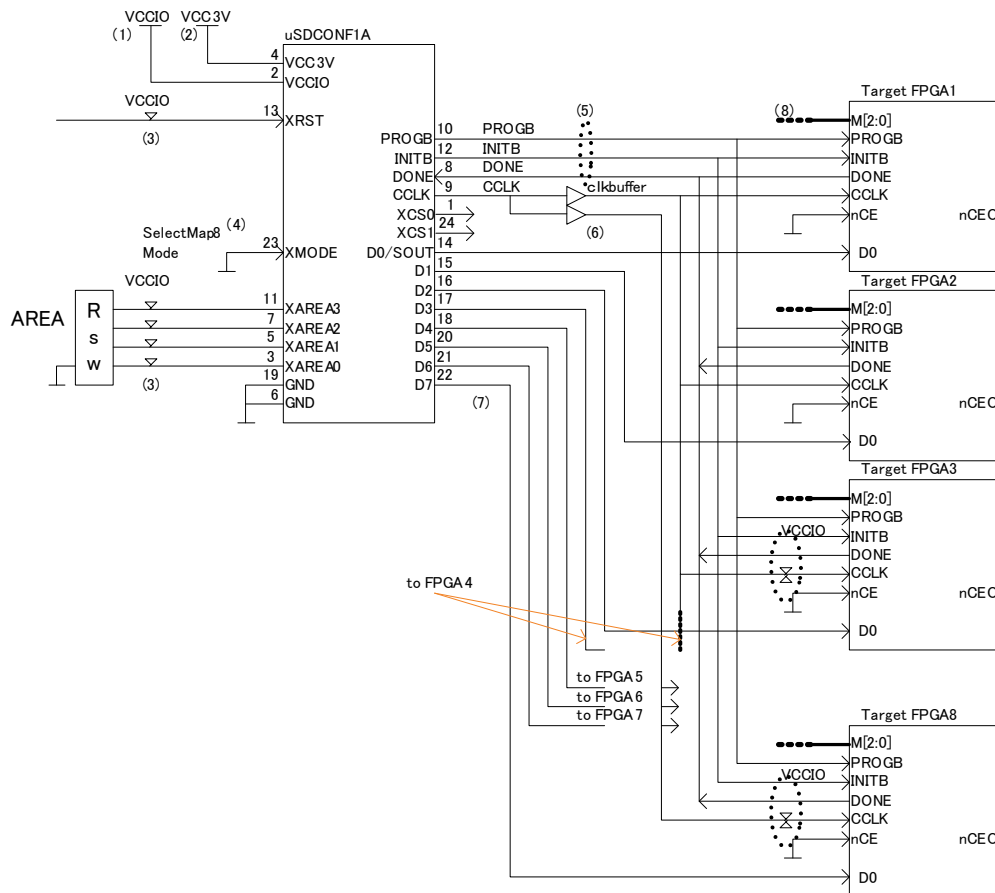 VCCIO VCC3V
(1) (2)
uSDCONF1A
4 VCC3V
2 VCCIO
VCCIO
13 XRST
(3)
PROGB 10 PROGB
INITB 12 INITB
DONE 8 DONE
CCLK 9 CCLK
XCS0 1
XCS1 24
(5)
clkbuffer
(6)
SelectMap8 (4)
Mode
23 XMODE
D0/SOUT 14
D1 15
D2 16
D3 17
D4 18
D5 20
D6 21
D7 22
(7)
VCCIO
AREA
R
s
w
11 XAREA3
7 XAREA2
5 XAREA1
3 XAREA0
(3)
19 GND
6 GND
Target FPGA1
(8)
M[2:0]
PROGB
INITB
DONE
CCLK
nCE nCEO
D0
Target FPGA2
M[2:0]
PROGB
INITB
DONE
CCLK
nCE nCEO
D0
Target FPGA3
M[2:0]
PROGB
VCCIO
INITB
DONE
CCLK
nCE nCEO
D0
to FPGA4
to FPGA5
to FPGA6
to FPGA7
Target FPGA8
M[2:0]
PROGB
VCCIO
INITB
DONE
CCLK
nCE nCEO
D0